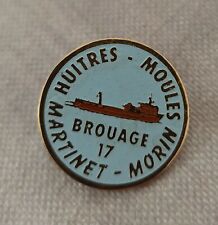 HUITRES - MOULES
BROUAGE
17
MARTINET - MORIN